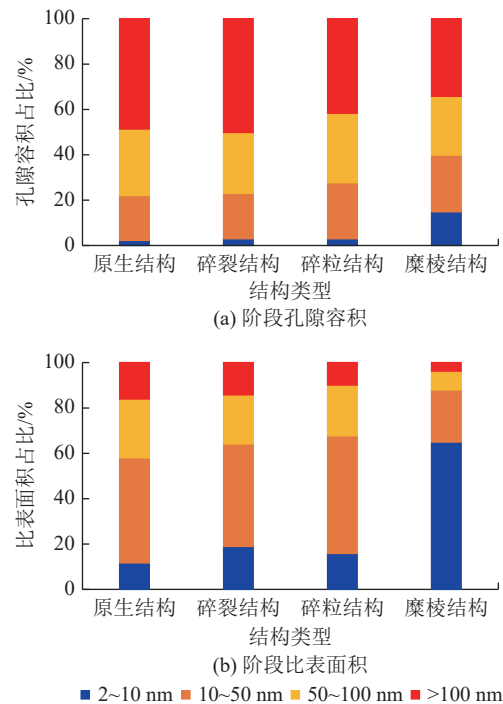 孔隙容积占比/%
100
80
60
40
20
0
原生结构 碎裂结构 碎粒结构 糜棱结构
结构类型
(a) 阶段孔隙容积
比表面积占比/%
100
80
60
40
20
0
原生结构 碎裂结构 碎粒结构 糜棱结构
结构类型
(b) 阶段比表面积
2~10 nm 10~50 nm 50~100 nm >100 nm